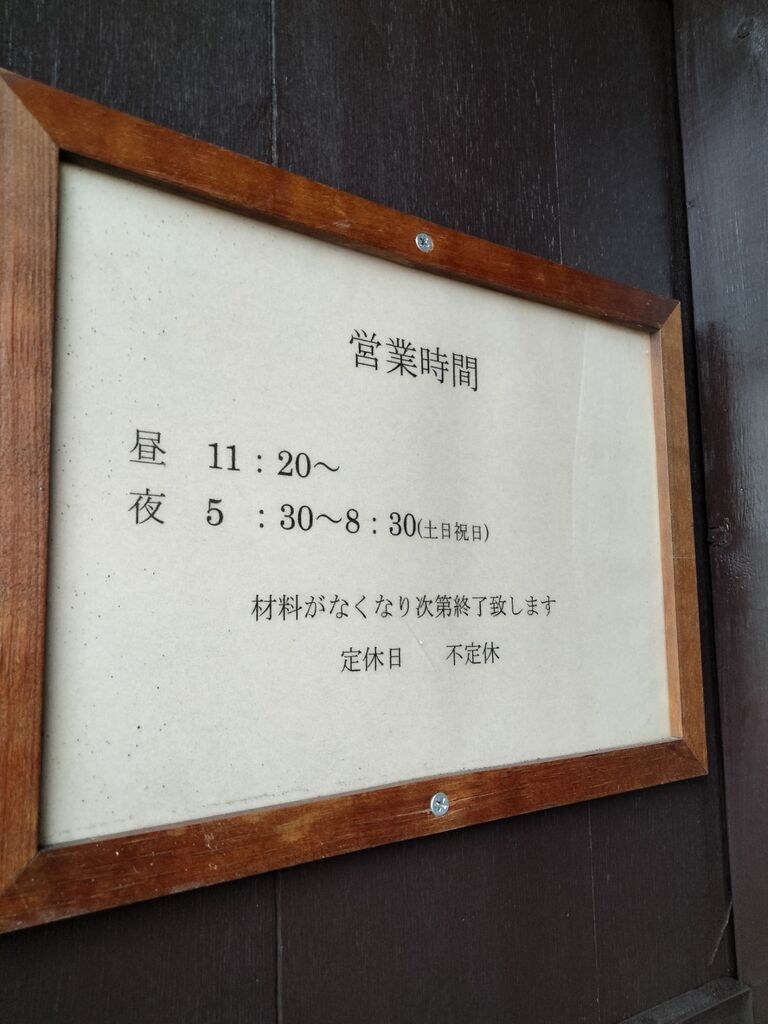 営業時間
昼 11：20～
夜 5 ：30～8：30(土日祝日)
材料がなくなり次第終了致します
定休日 不定休